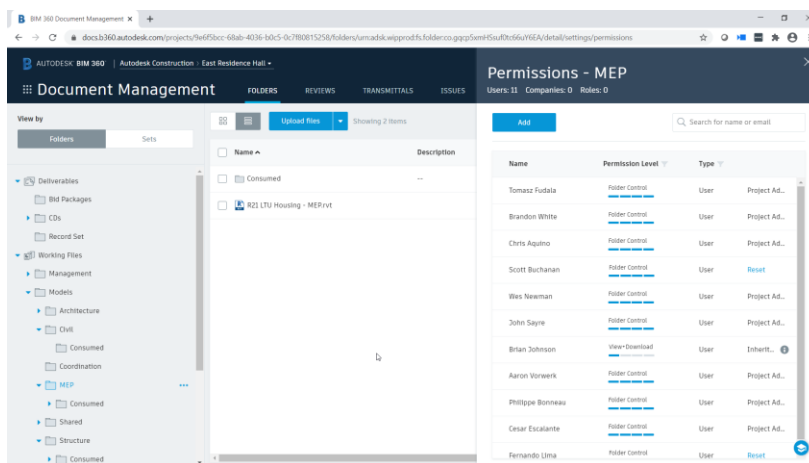 BIM 360 Document Management
docs.b360.autodesk.com/projects/9e6f5bcc-68ab-4036-b0c5-0c7f80815258/folders/urn:adsk.wipprod:fs.folder:co.gqcp5xmH5suf0tc66uY6EA/detail/settings/permissions
AUTODESK BIM 360 Autodesk Construction > East Residence Hall
Document Management FOLDERS REVIEWS TRANSMITTALS ISSUES
Permissions - MEP
Users: 11 Companies: 0 Roles: 0
View by
Folders Sets
Upload files Showing 2 items
Add Search for name or email
Name Description
Consumed --
R21 LTU Housing - MEP.rvt
Deliverables
Bid Packages
CDs
Record Set
Working Files
Management
Models
Architecture
Civil
Consumed
Coordination
MEP
Consumed
Shared
Structure
Consumed
Name Permission Level Type
Tomasz Fudala Folder Control User Project Ad...
Brandon White Folder Control User Project Ad...
Chris Aquino Folder Control User Project Ad...
Scott Buchanan Folder Control User Reset
Wes Newman Folder Control User Project Ad...
John Sayre Folder Control User Project Ad...
Brian Johnson View+Download User Inherit...
Aaron Vorwerk Folder Control User Project Ad...
Philippe Bonneau Folder Control User Project Ad...
Cesar Escalante Folder Control User Project Ad...
Fernando Lima Folder Control User Reset